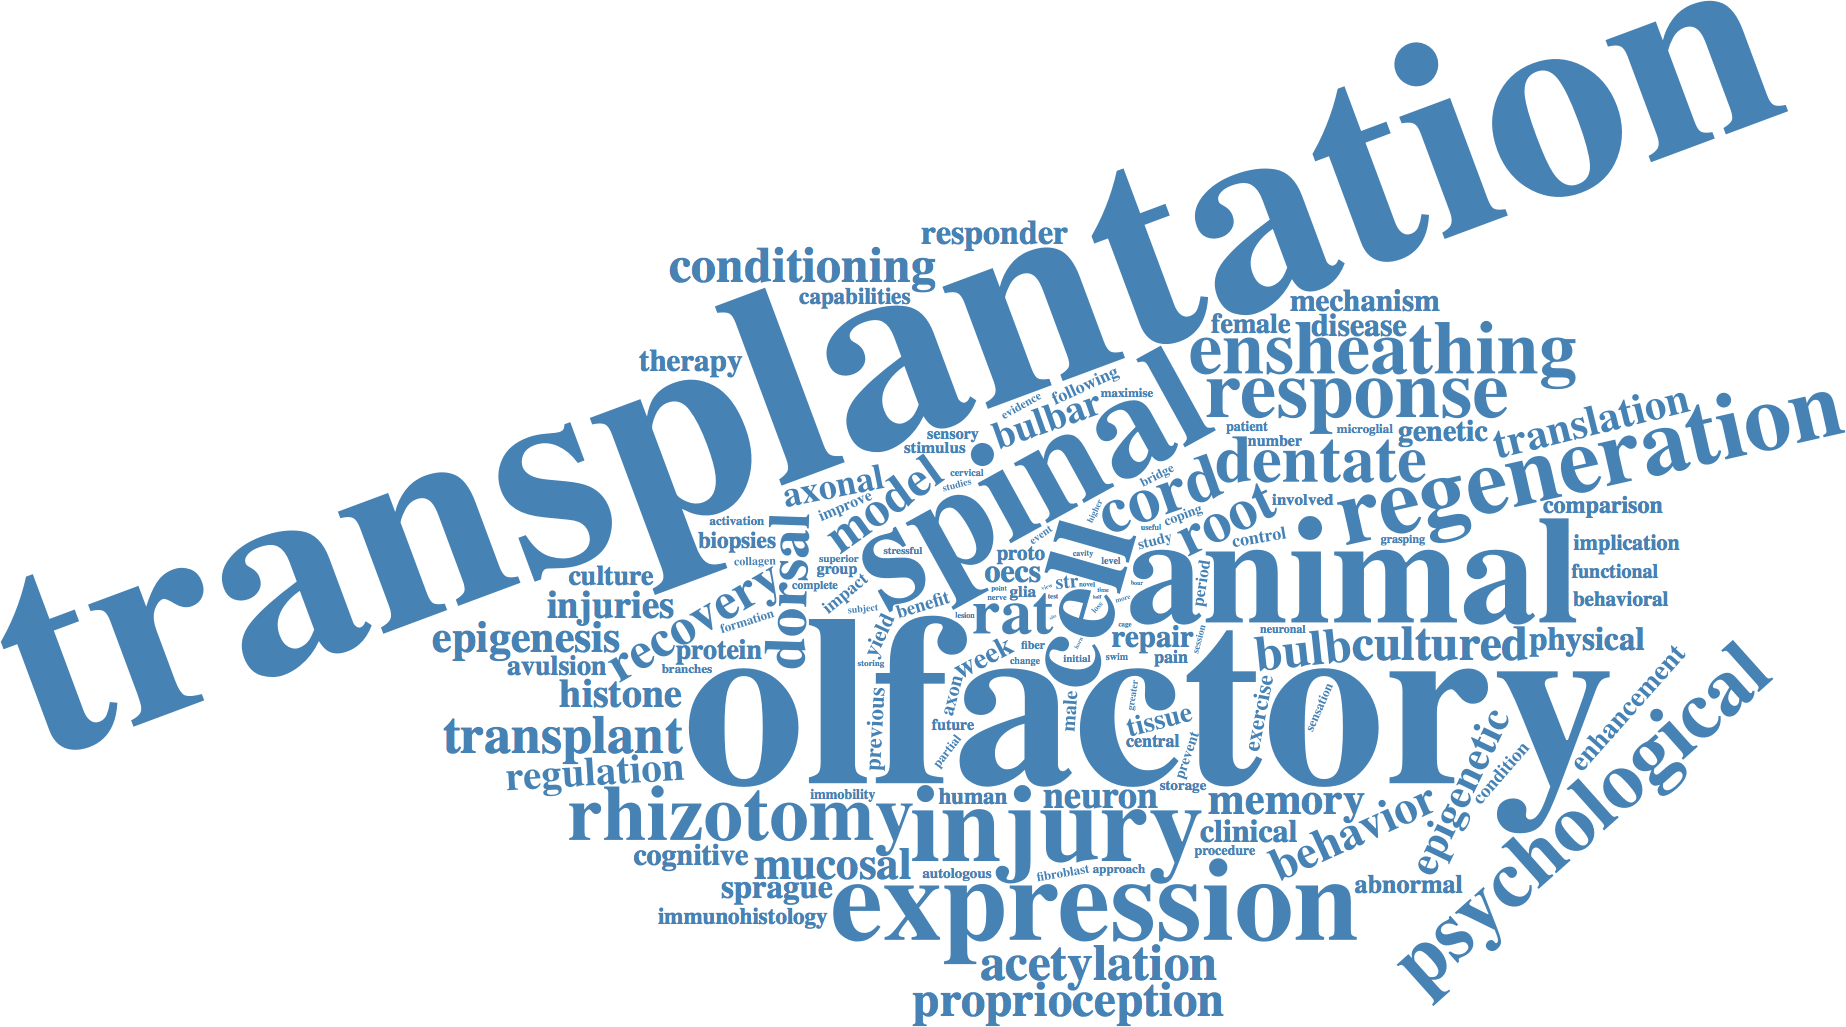 transplantation
responder
conditioning
capabilities
mechanism
female
disease
therapy
ensheathing
response
evidence
following
maximise
bulbar
spinal
translation
regeneration
sensory
stimulus
patient
number
microglial
genetic
dentate
cervical
studies
bridge
cord
axonal
improve
model
higher
involved
root
comparison
activation
biopsies
collagen
dorsal
superior
group
complete
stressful
event
useful
coping
study
control
grasping
animal
implication
functional
behavioral
culture
injuries
recovery
formation
impact
subject
benefit
proto
oecs
glia
cavity
level
cell
str
novel
point
nerve
view
test
time
half
hour
more
loss
period
epigenesis
avulsion
protein
branches
yield
storing
lesion
rat
cage
repair
session
neuronal
bulb
cultured
physical
histone
week
fiber
change
initial
swim
pain
olfactory
transplant
regulation
previous
axon
future
partial
male
greater
tissue
central
prevent
exercise
sensation
storage
enhancement
psychological
epigenetic
condition
immobility
human
neuron
memory
rhizotomy
injury
clinical
procedure
behavior
cognitive
mucosal
autologous
fibroblast
approach
abnormal
sprague
immunohistology
expression
acetylation
proprioception